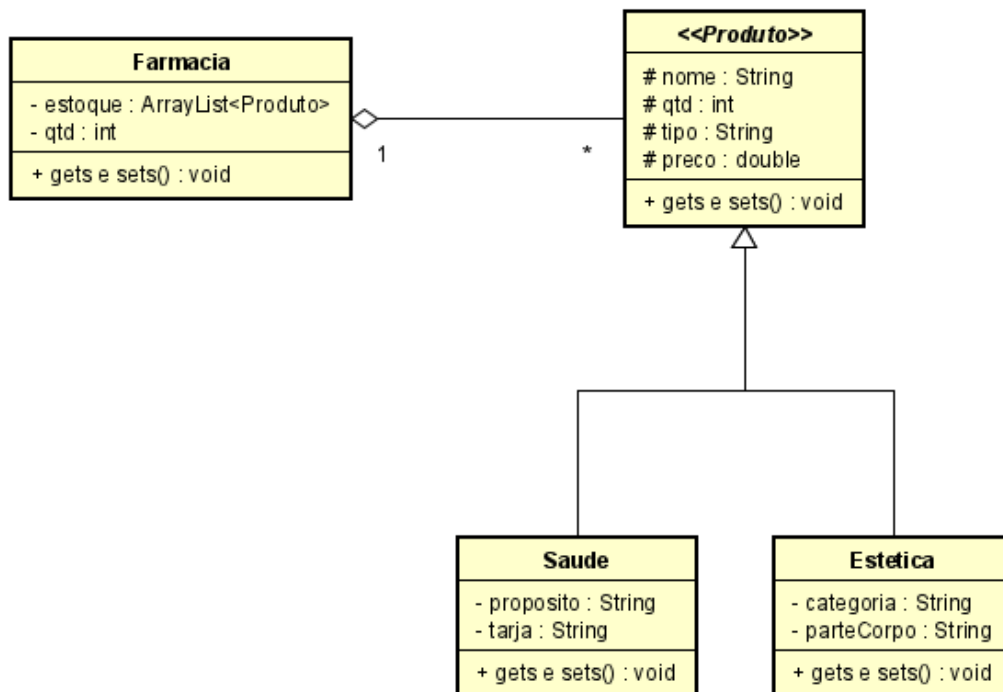 Farmacia
- estoque : ArrayList<Produto>
- qtd : int
+ gets e sets() : void
1
*
<<Produto>>
# nome : String
# qtd : int
# tipo : String
# preco : double
+ gets e sets() : void
Saude
- proposito : String
- tarja : String
+ gets e sets() : void
Estetica
- categoria : String
- parteCorpo : String
+ gets e sets() : void